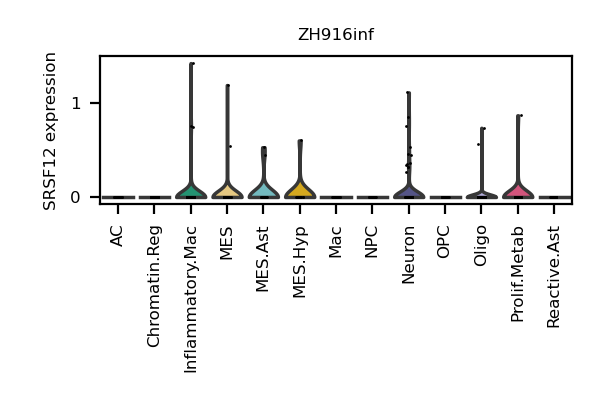 ZH916inf
SRSF12 expression
1
0
AC
Chromatin.Reg
Inflammatory.Mac
MES
MES.Ast
MES.Hyp
Mac
NPC
Neuron
OPC
Oligo
Prolif.Metab
Reactive.Ast